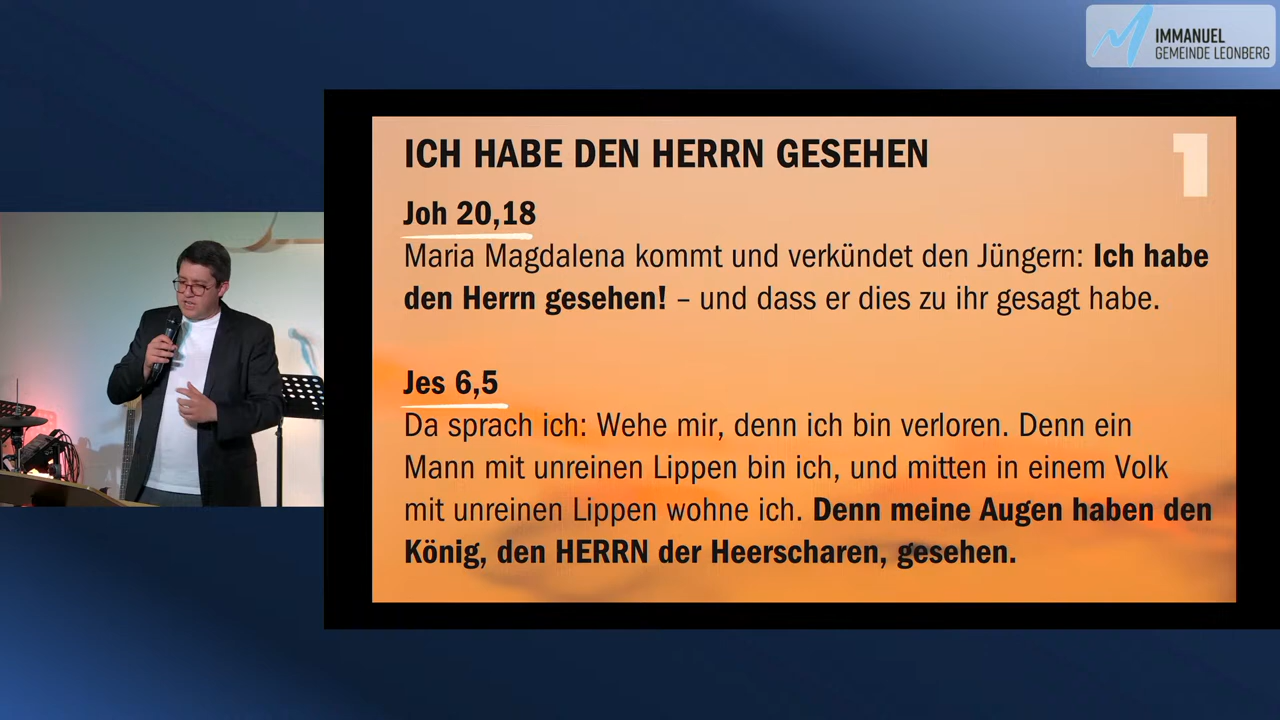 IMMANUEL
GEMEINDE LEONBERG
ICH HABE DEN HERRN GESEHEN
1
Joh 20,18
Maria Magdalena kommt und verkündet den Jüngern: Ich habe
den Herrn gesehen! – und dass er dies zu ihr gesagt habe.
Jes 6,5
Da sprach ich: Wehe mir, denn ich bin verloren. Denn ein
Mann mit unreinen Lippen bin ich, und mitten in einem Volk
mit unreinen Lippen wohne ich. Denn meine Augen haben den
König, den HERRN der Heerscharen, gesehen.